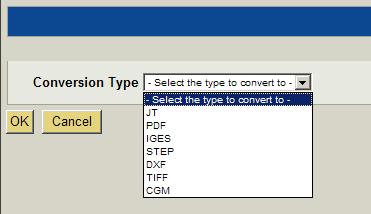 Conversion Type - Select the type to convert to -
- Select the type to convert to -
JT
PDF
IGES
STEP
DXF
TIFF
CGM
OK Cancel